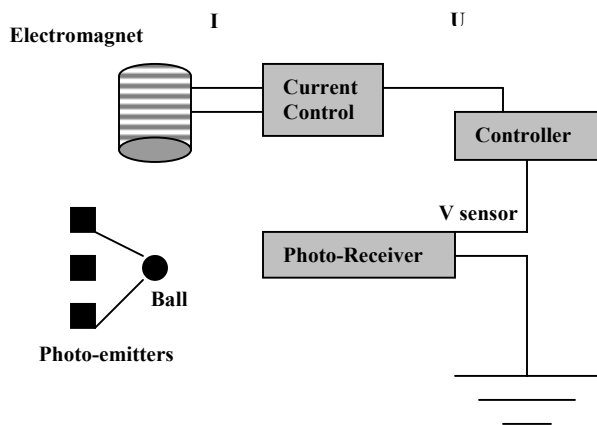 I
U
Electromagnet
Current
Control
Controller
V sensor
Photo-Receiver
Ball
Photo-emitters